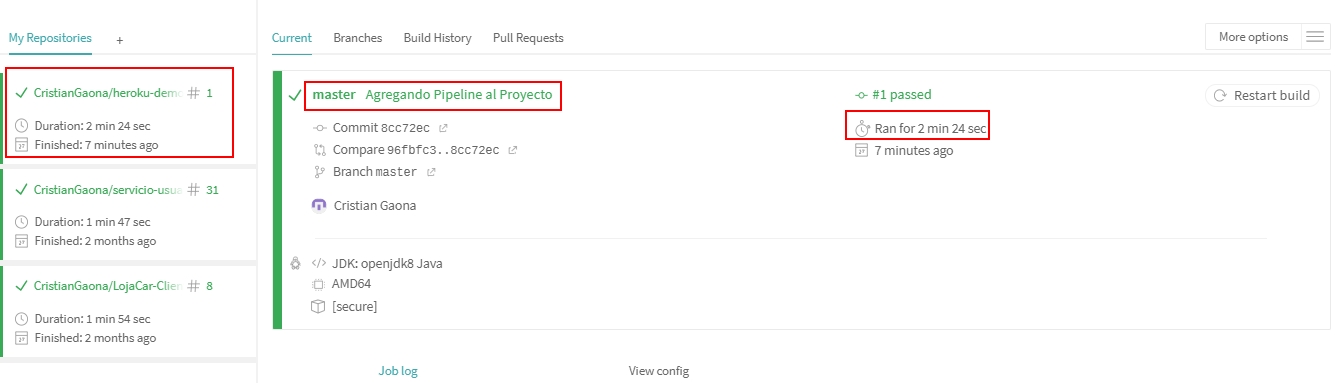 My Repositories +
CristianGaona/heroku-demo # 1
Duration: 2 min 24 sec
Finished: 7 minutes ago
CristianGaona/servicio-usua # 31
Duration: 1 min 47 sec
Finished: 2 months ago
CristianGaona/LojaCar-Clien # 8
Duration: 1 min 54 sec
Finished: 2 months ago
Current Branches Build History Pull Requests
More options
master Agregando Pipeline al Proyecto
#1 passed
Restart build
Commit 8cc72ec
Ran for 2 min 24 sec
Compare 96fbfc3..8cc72ec
7 minutes ago
Branch master
Cristian Gaona
</> JDK: openjdk8 Java
AMD64
[secure]
Job log View config